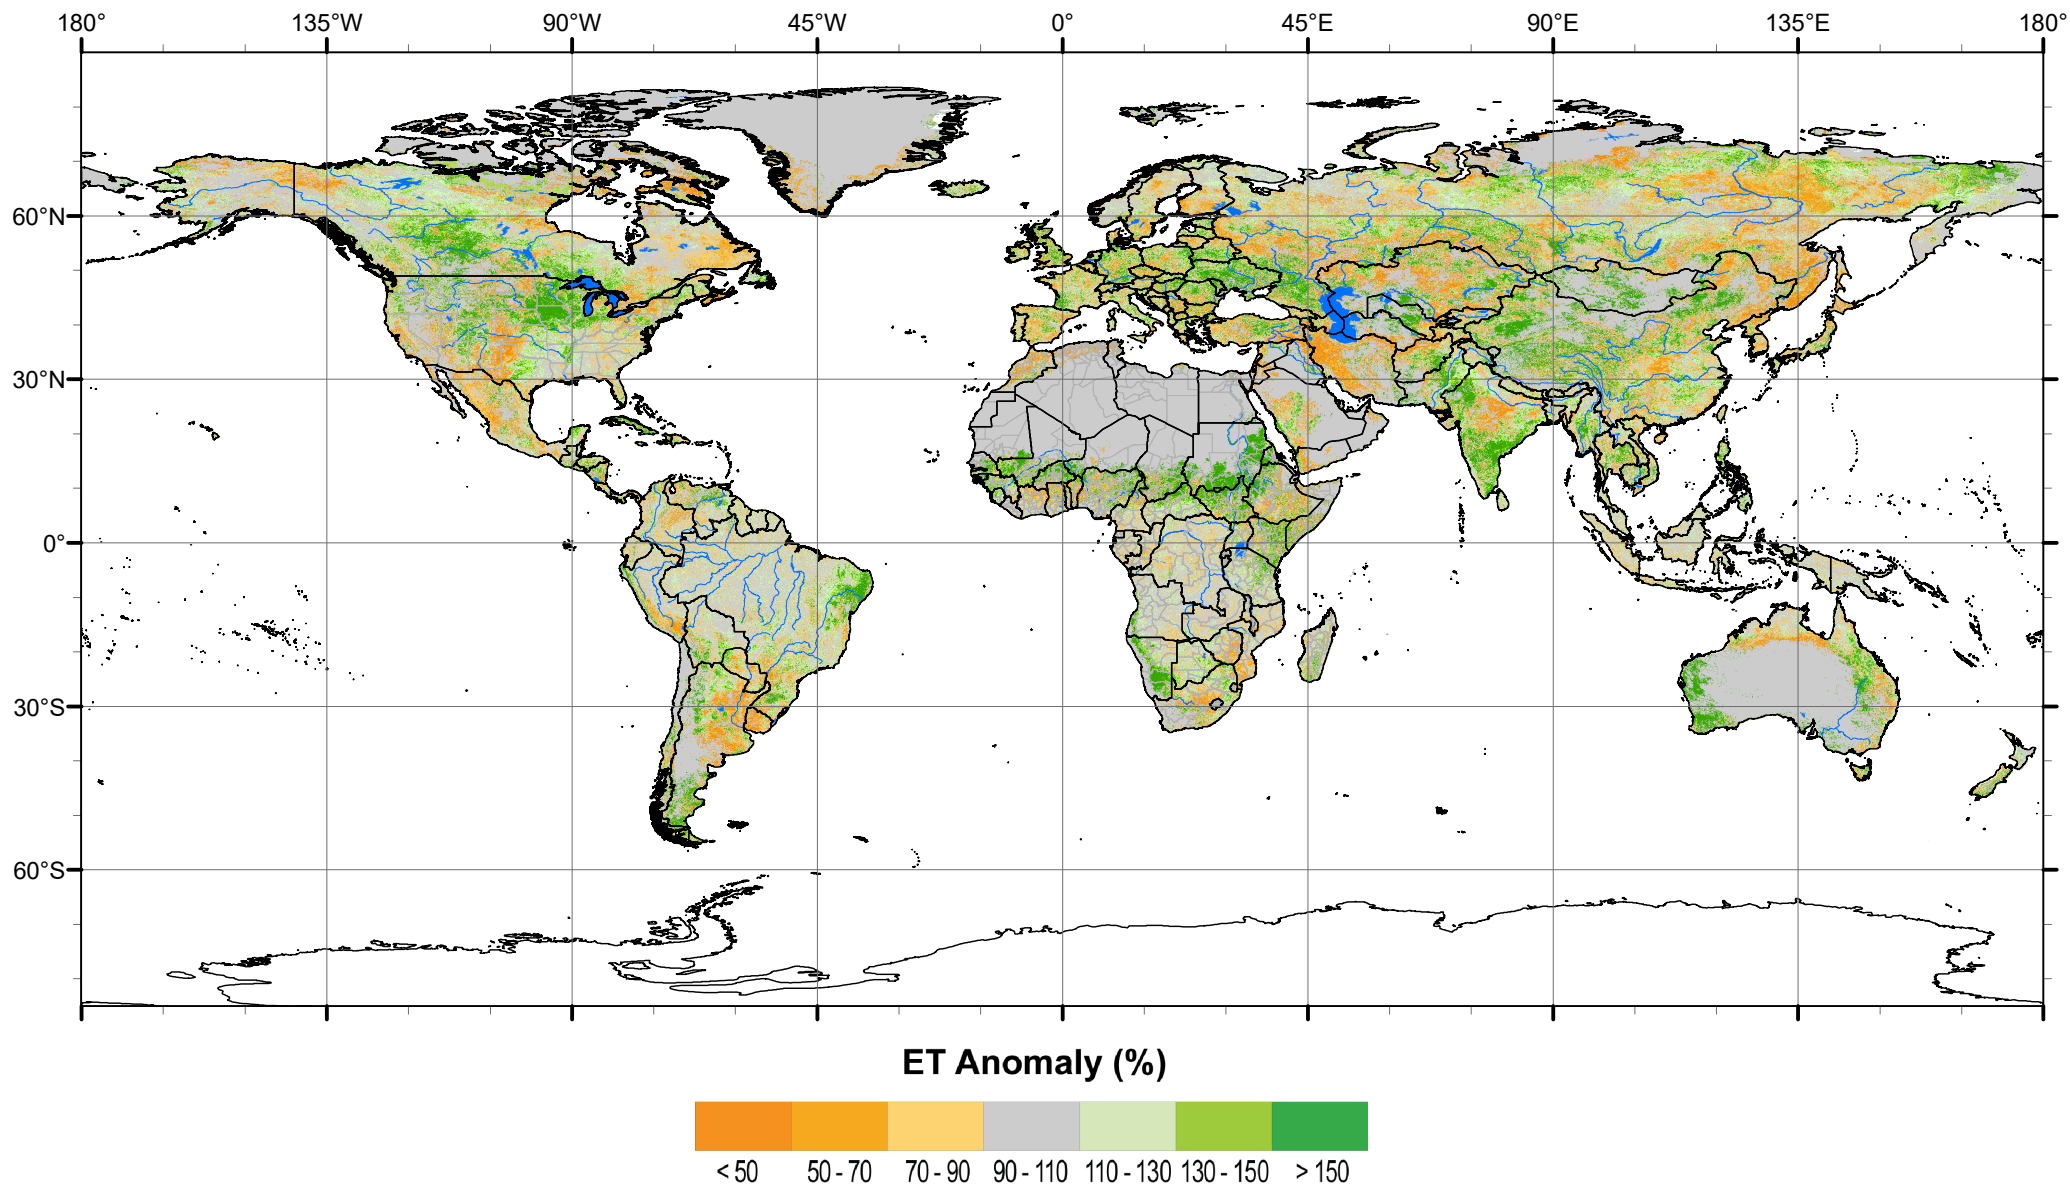 180° 135°W 90°W 45°W 0° 45°E 90°E 135°E 180°
60°N
30°N
0°
30°S
60°S
ET Anomaly (%)
< 50 50 - 70 70 - 90 90 - 110 110 - 130 130 - 150 > 150